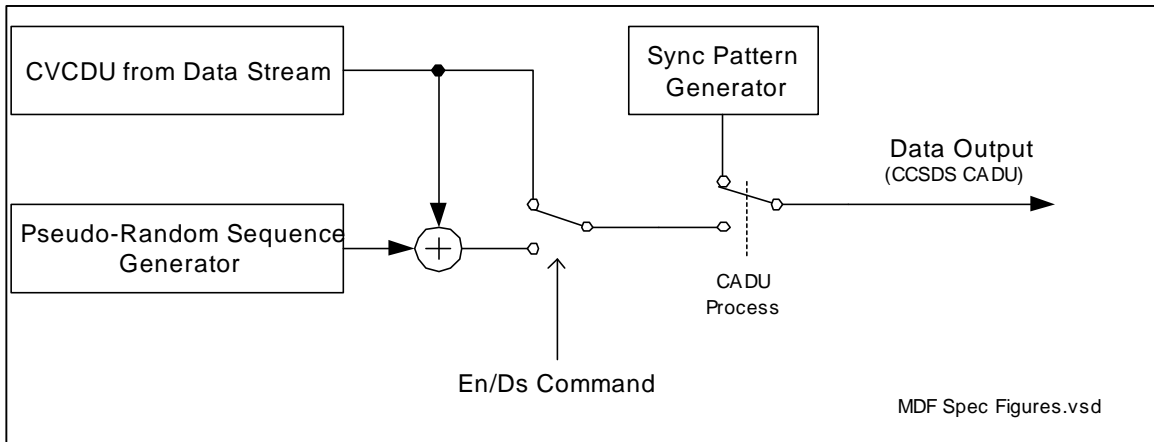 CVCDU from Data Stream
Sync Pattern
Generator
Data Output
(CCSDS CADU)
Pseudo-Random Sequence
Generator
CADU
Process
En/Ds Command
MDF Spec Figures.vsd